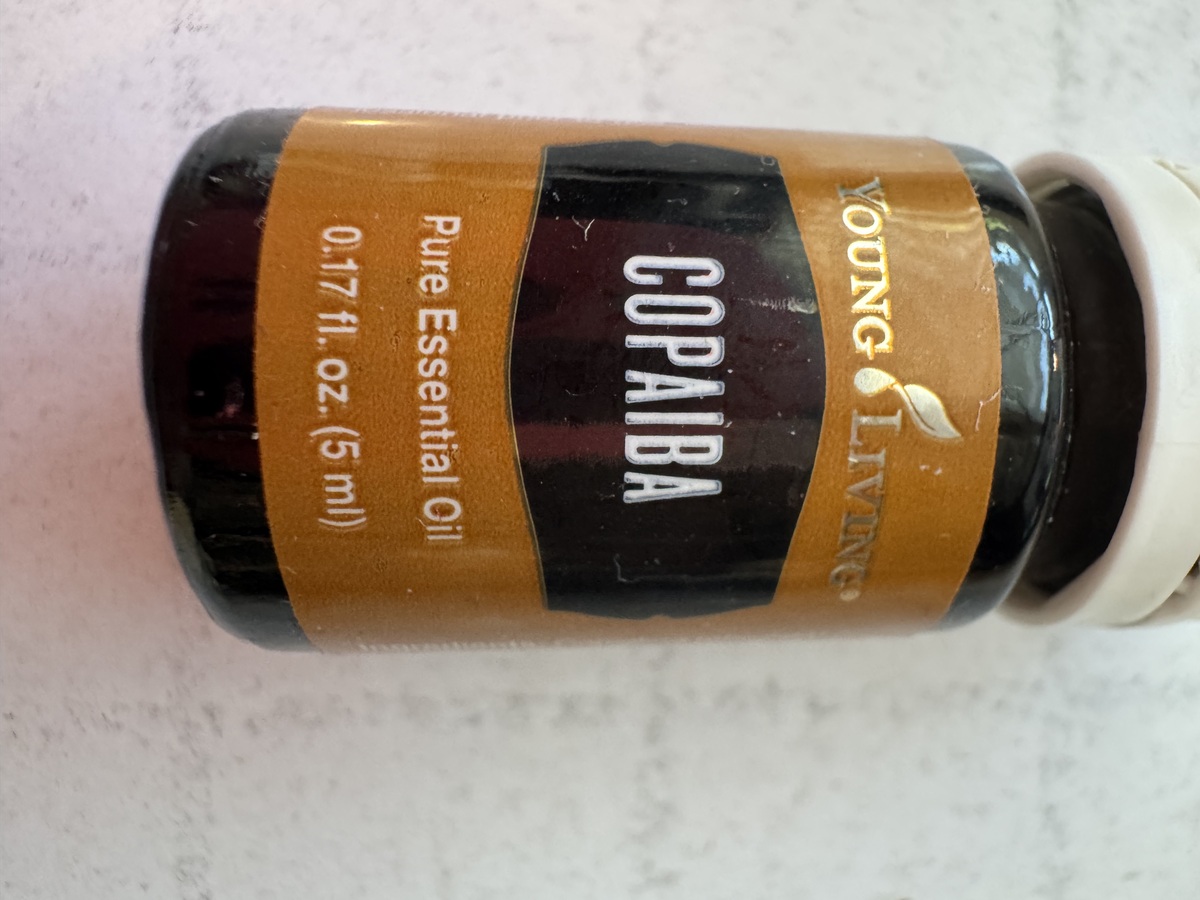 YOUNG LIVING
COPAIBA
Pure Essential Oil
0.17 fl. oz. (5 ml)